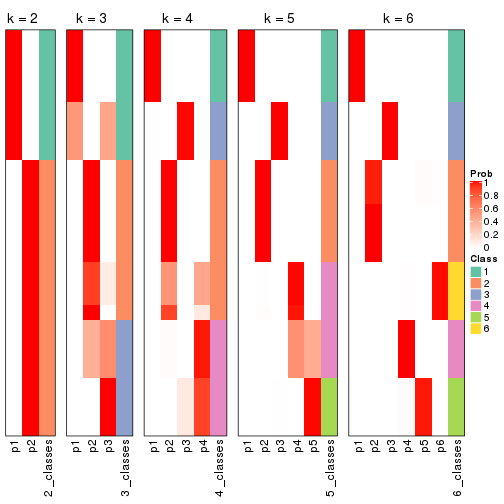 k = 2
k = 3
k = 4
k = 5
k = 6
Prob
1
0.8
0.6
0.4
0.2
0
Class
1
2
3
4
5
6
p1
p2
2_classes
p1
p2
p3
3_classes
p1
p2
p3
p4
4_classes
p1
p2
p3
p4
p5
5_classes
p1
p2
p3
p4
p5
p6
6_classes